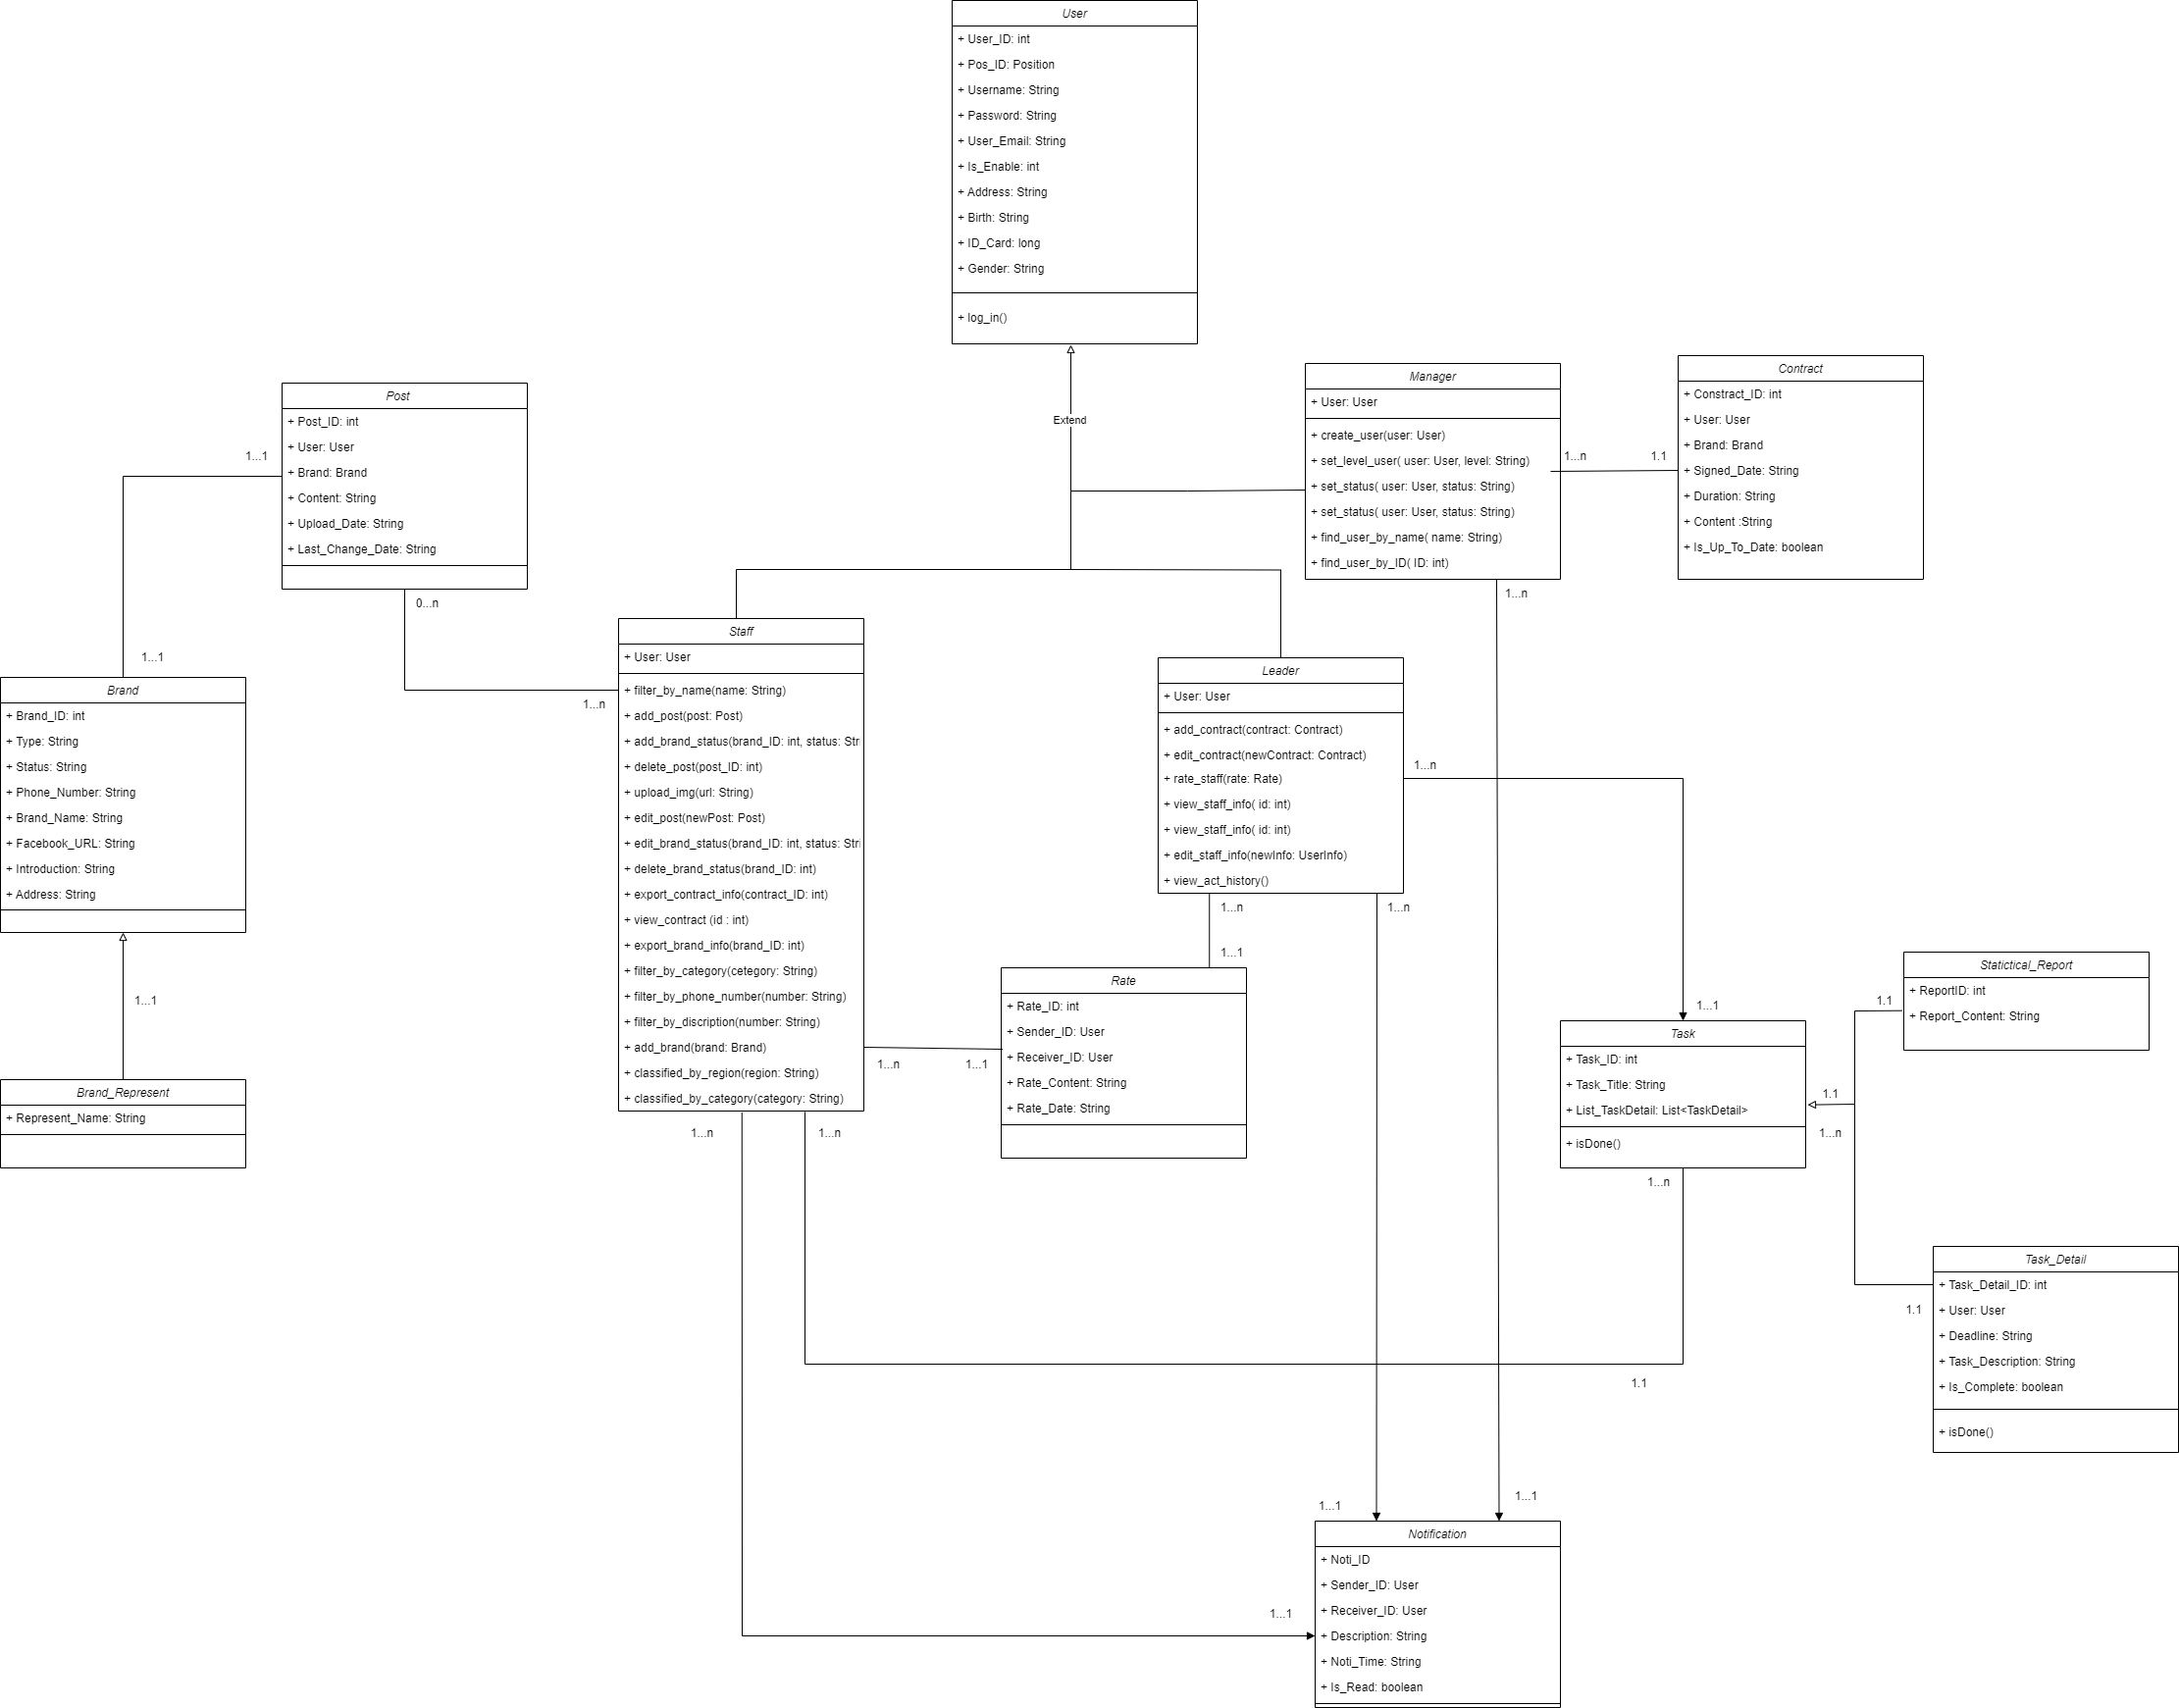 User
+ User_ID: int
+ Pos_ID: Position
+ Username: String
+ Password: String
+ User_Email: String
+ Is_Enable: int
+ Address: String
+ Birth: String
+ ID_Card: long
+ Gender: String
+ log_in()
Extend
Manager
+ User: User
+ create_user(user: User)
+ set_level_user( user: User, level: String)
+ set_status( user: User, status: String)
+ set_status( user: User, status: String)
+ find_user_by_name( name: String)
+ find_user_by_ID( ID: int)
1...n
1.1
1...n
Contract
+ Constract_ID: int
+ User: User
+ Brand: Brand
+ Signed_Date: String
+ Duration: String
+ Content :String
+ Is_Up_To_Date: boolean
Post
+ Post_ID: int
+ User: User
+ Brand: Brand
+ Content: String
+ Upload_Date: String
+ Last_Change_Date: String
1...1
0...n
1...1
1...n
Brand
+ Brand_ID: int
+ Type: String
+ Status: String
+ Phone_Number: String
+ Brand_Name: String
+ Facebook_URL: String
+ Introduction: String
+ Address: String
1...1
Brand_Represent
+ Represent_Name: String
Staff
+ User: User
+ filter_by_name(name: String)
+ add_post(post: Post)
+ add_brand_status(brand_ID: int, status: Stri
+ delete_post(post_ID: int)
+ upload_img(url: String)
+ edit_post(newPost: Post)
+ edit_brand_status(brand_ID: int, status: Stri
+ delete_brand_status(brand_ID: int)
+ export_contract_info(contract_ID: int)
+ view_contract (id : int)
+ export_brand_info(brand_ID: int)
+ filter_by_category(cetegory: String)
+ filter_by_phone_number(number: String)
+ filter_by_discription(number: String)
+ add_brand(brand: Brand)
+ classified_by_region(region: String)
+ classified_by_category(category: String)
1...n
1...1
1...n
1...n
Leader
+ User: User
+ add_contract(contract: Contract)
+ edit_contract(newContract: Contract)
+ rate_staff(rate: Rate)
+ view_staff_info( id: int)
+ view_staff_info( id: int)
+ edit_staff_info(newInfo: UserInfo)
+ view_act_history()
1...n
1...n
1...n
1...1
Rate
+ Rate_ID: int
+ Sender_ID: User
+ Receiver_ID: User
+ Rate_Content: String
+ Rate_Date: String
1...1
Task
+ Task_ID: int
+ Task_Title: String
+ List_TaskDetail: List<TaskDetail>
+ isDone()
1.1
1...n
1...n
1.1
1.1
Statictical_Report
+ ReportID: int
+ Report_Content: String
Task_Detail
+ Task_Detail_ID: int
+ User: User
+ Deadline: String
+ Task_Description: String
+ Is_Complete: boolean
+ isDone()
1.1
1...1
1...1
1...1
Notification
+ Noti_ID
+ Sender_ID: User
+ Receiver_ID: User
+ Description: String
+ Noti_Time: String
+ Is_Read: boolean